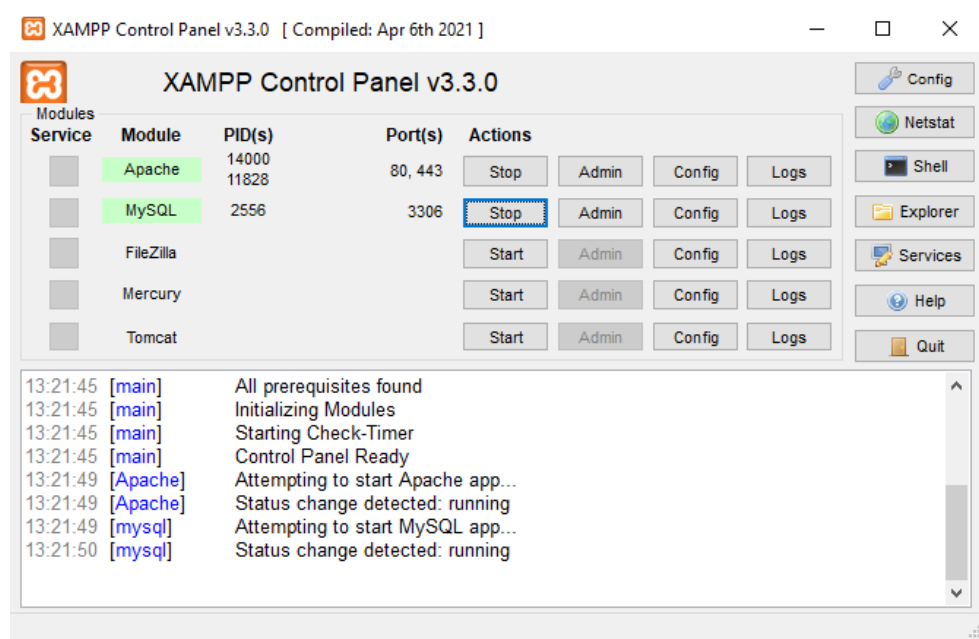 XAMPP Control Panel v3.3.0 [ Compiled: Apr 6th 2021 ]
XAMPP Control Panel v3.3.0
Config
Modules
Service Module PID(s) Port(s) Actions
Netstat
Apache 14000 11828 80, 443 Stop Admin Config Logs
Shell
MySQL 2556 3306 Stop Admin Config Logs
Explorer
FileZilla Start Admin Config Logs
Services
Mercury Start Admin Config Logs
Help
Tomcat Start Admin Config Logs
Quit
13:21:45 [main] All prerequisites found
13:21:45 [main] Initializing Modules
13:21:45 [main] Starting Check-Timer
13:21:45 [main] Control Panel Ready
13:21:49 [Apache] Attempting to start Apache app...
13:21:49 [Apache] Status change detected: running
13:21:49 [mysql] Attempting to start MySQL app...
13:21:50 [mysql] Status change detected: running